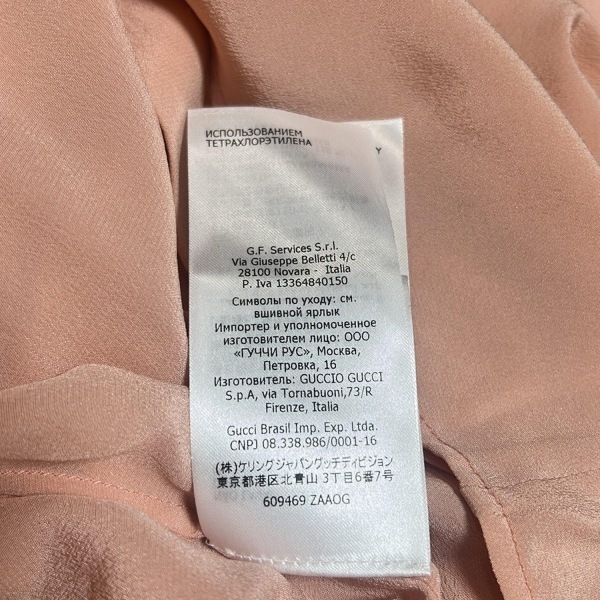 ИСПОЛЬЗОВАНИЕМ
ТЕТРАХЛОРЭТИЛЕНА
Y
G.F. Services S.r.l.
Via Giuseppe Belletti 4/c
28100 Novara - Italia
P. Iva 13364840150
Символы по уходу: см.
вшивной ярлык
Импортер и уполномоченное
изготовителем лицо: ООО
«ГУЧЧИ РУС», Москва,
Петровка, 16
Изготовитель: GUCCIO GUCCI
S.p.A, via Tornabuoni,73/R
Firenze, Italia
Gucci Brasil Imp. Exp. Ltda.
CNPJ 08.338.986/0001-16
(株)ケリングジャパングッチディビジョン
東京都港区北青山 3丁目6番7号
609469 ZAAOG